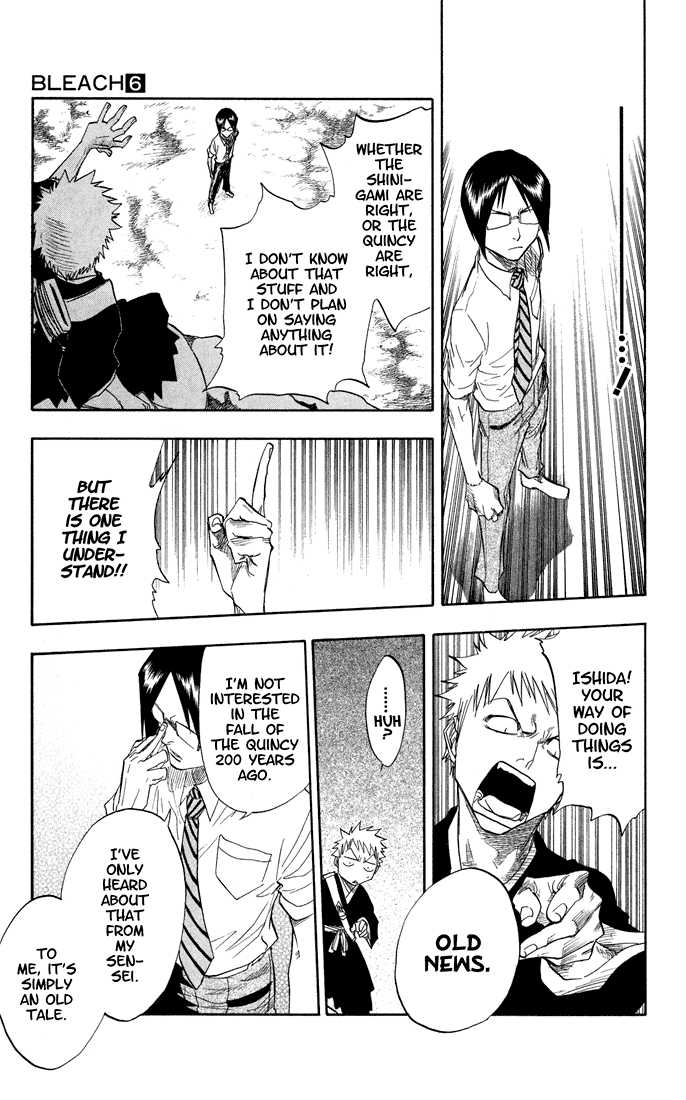 BLEACH 6
...!
WHETHER
THE
SHINI-
GAMI ARE
RIGHT,
OR THE
QUINCY
ARE
RIGHT,
I DON'T KNOW
ABOUT THAT
STUFF AND
I DON'T PLAN
ON SAYING
ANYTHING
ABOUT IT!
BUT
THERE
IS ONE
THING I
UNDER-
STAND!!
ISHIDA!
YOUR
WAY OF
DOING
THINGS
IS...
OLD
NEWS.
......
HUH
?
I'M NOT
INTERESTED
IN THE
FALL OF
THE QUINCY
200 YEARS
AGO.
I'VE
ONLY
HEARD
ABOUT
THAT
FROM
MY
SEN-
SEI.
TO
ME, IT'S
SIMPLY
AN OLD
TALE.